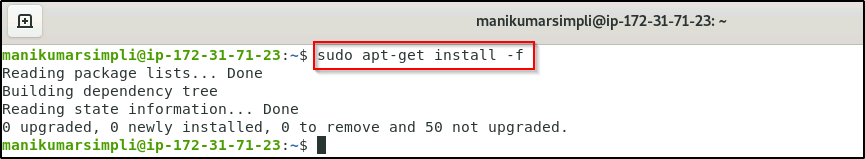 manikumarsimpli@ip-172-31-71-23: ~
manikumarsimpli@ip-172-31-71-23:~$ sudo apt-get install -f
Reading package lists... Done
Building dependency tree
Reading state information... Done
0 upgraded, 0 newly installed, 0 to remove and 50 not upgraded.
manikumarsimpli@ip-172-31-71-23:~$